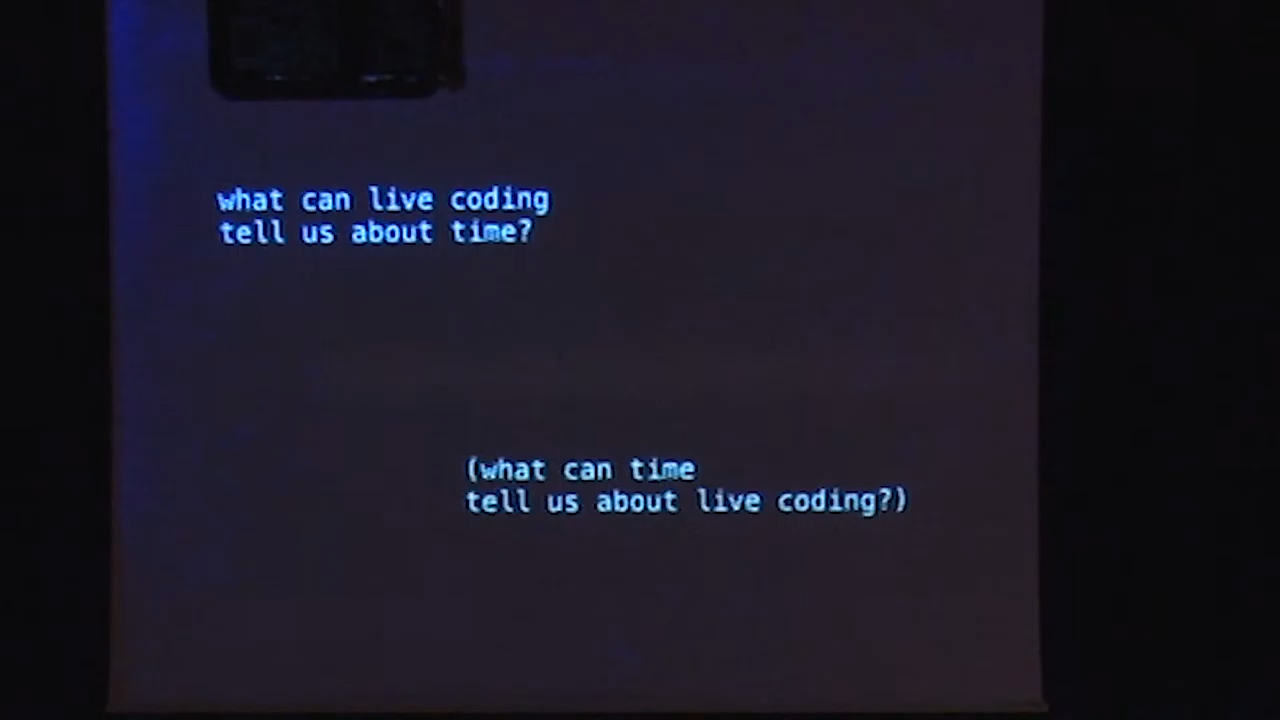 what can live coding
tell us about time?
(what can time
tell us about live coding?)